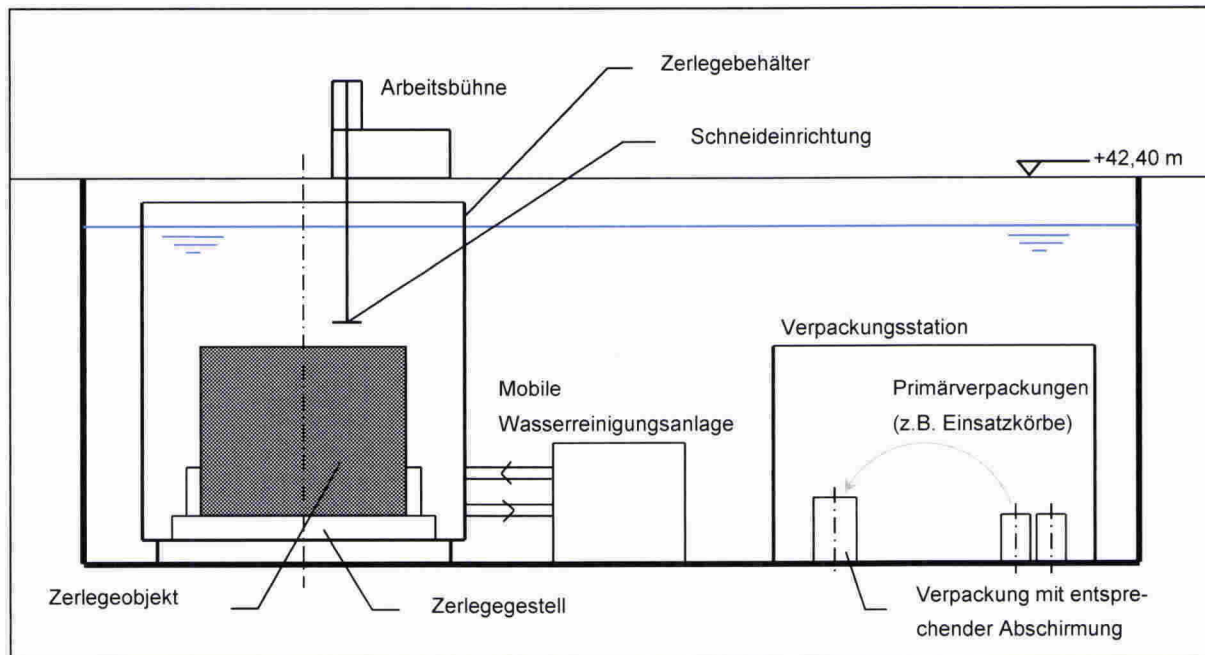 Zerlegebehälter
Arbeitsbühne
Schneideinrichtung
+42,40 m
Verpackungsstation
Mobile
Wasserreinigungsanlage
Primärverpackungen
(z.B. Einsatzkörbe)
Zerlegeobjekt
Zerlegegestell
Verpackung mit entspre-
chender Abschirmung